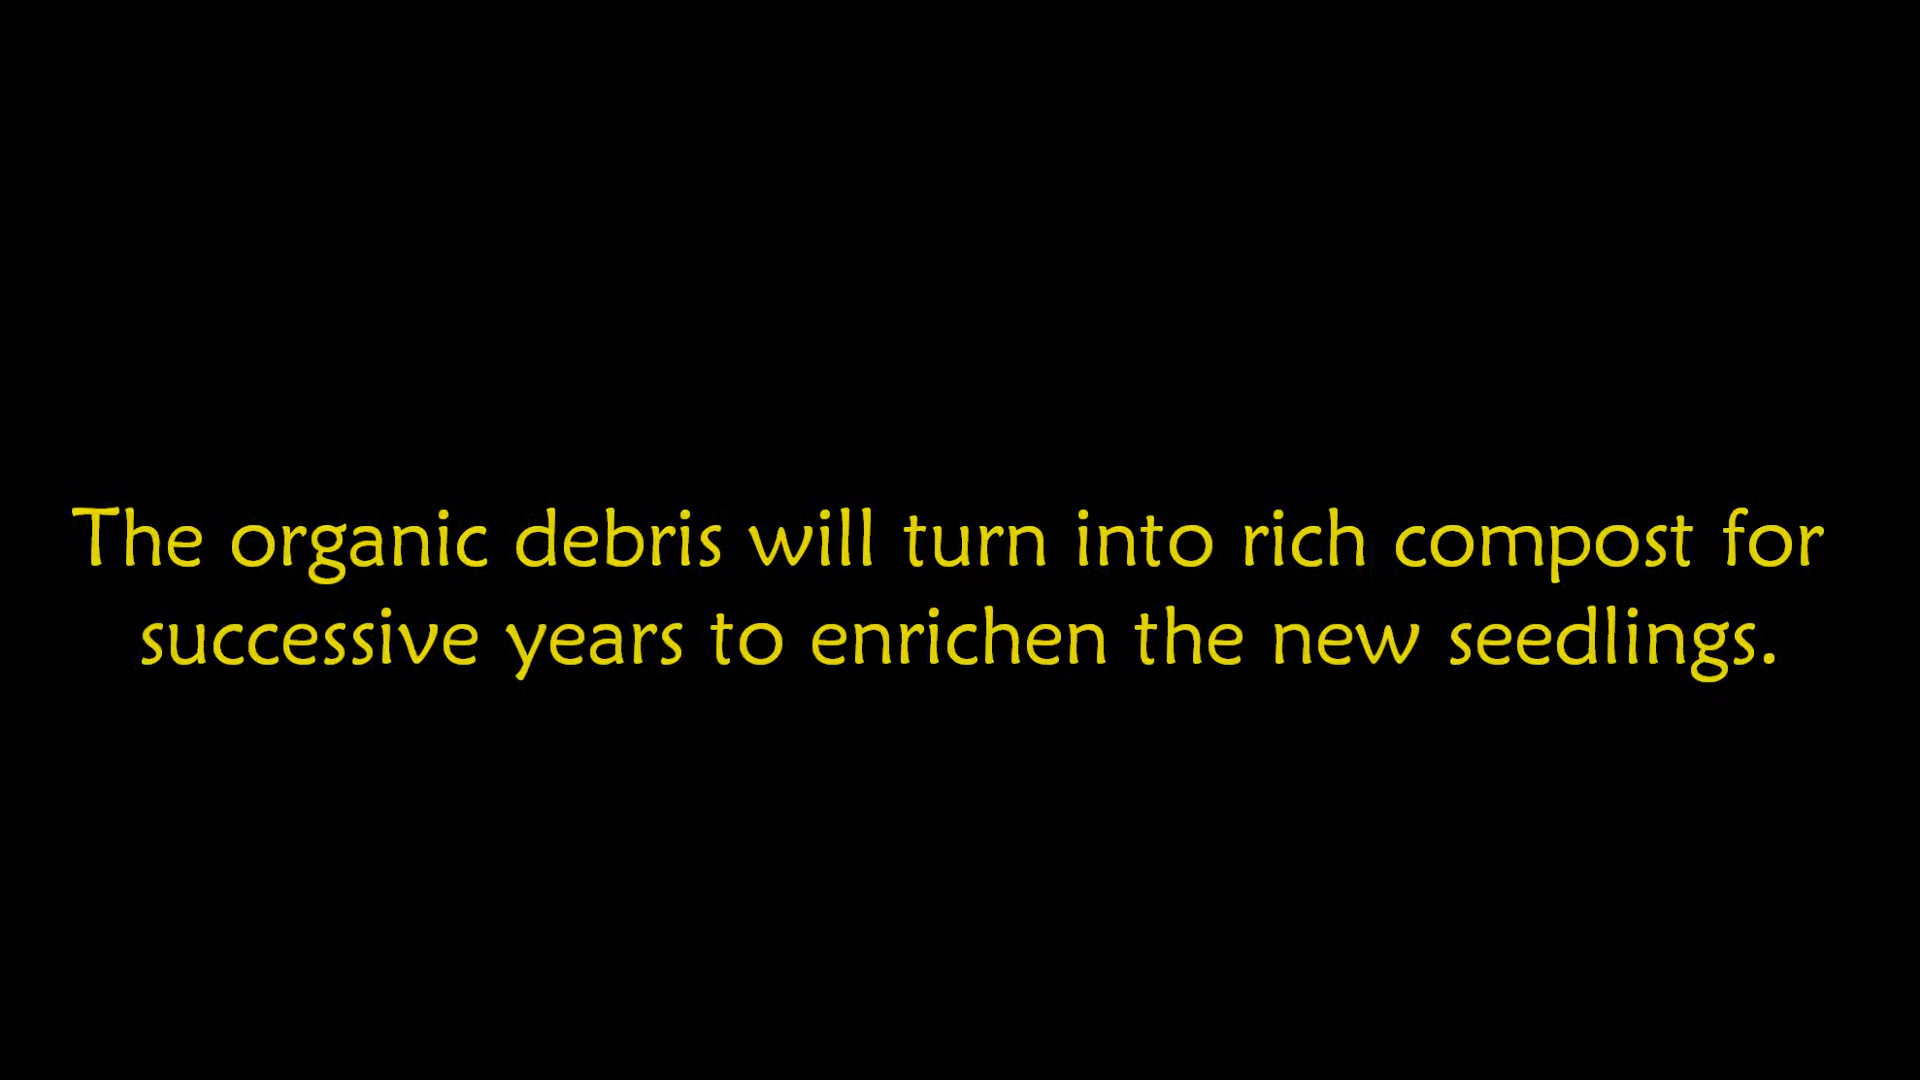 The organic debris will turn into rich compost for
successive years to enrichen the new seedlings.